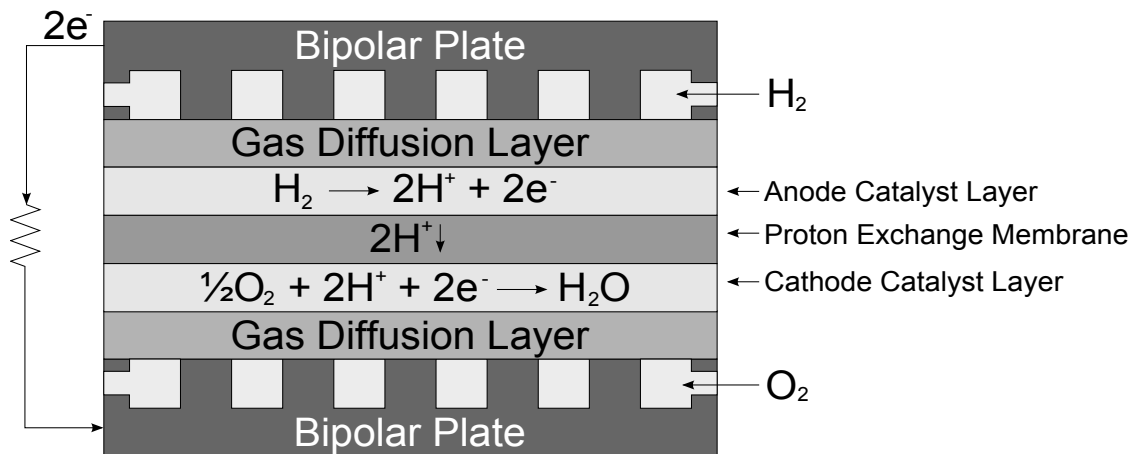 2e⁻
Bipolar Plate
H₂
Gas Diffusion Layer
H₂ → 2H⁺ + 2e⁻
Anode Catalyst Layer
2H⁺↓
Proton Exchange Membrane
½O₂ + 2H⁺ + 2e⁻ → H₂O
Cathode Catalyst Layer
Gas Diffusion Layer
O₂
Bipolar Plate